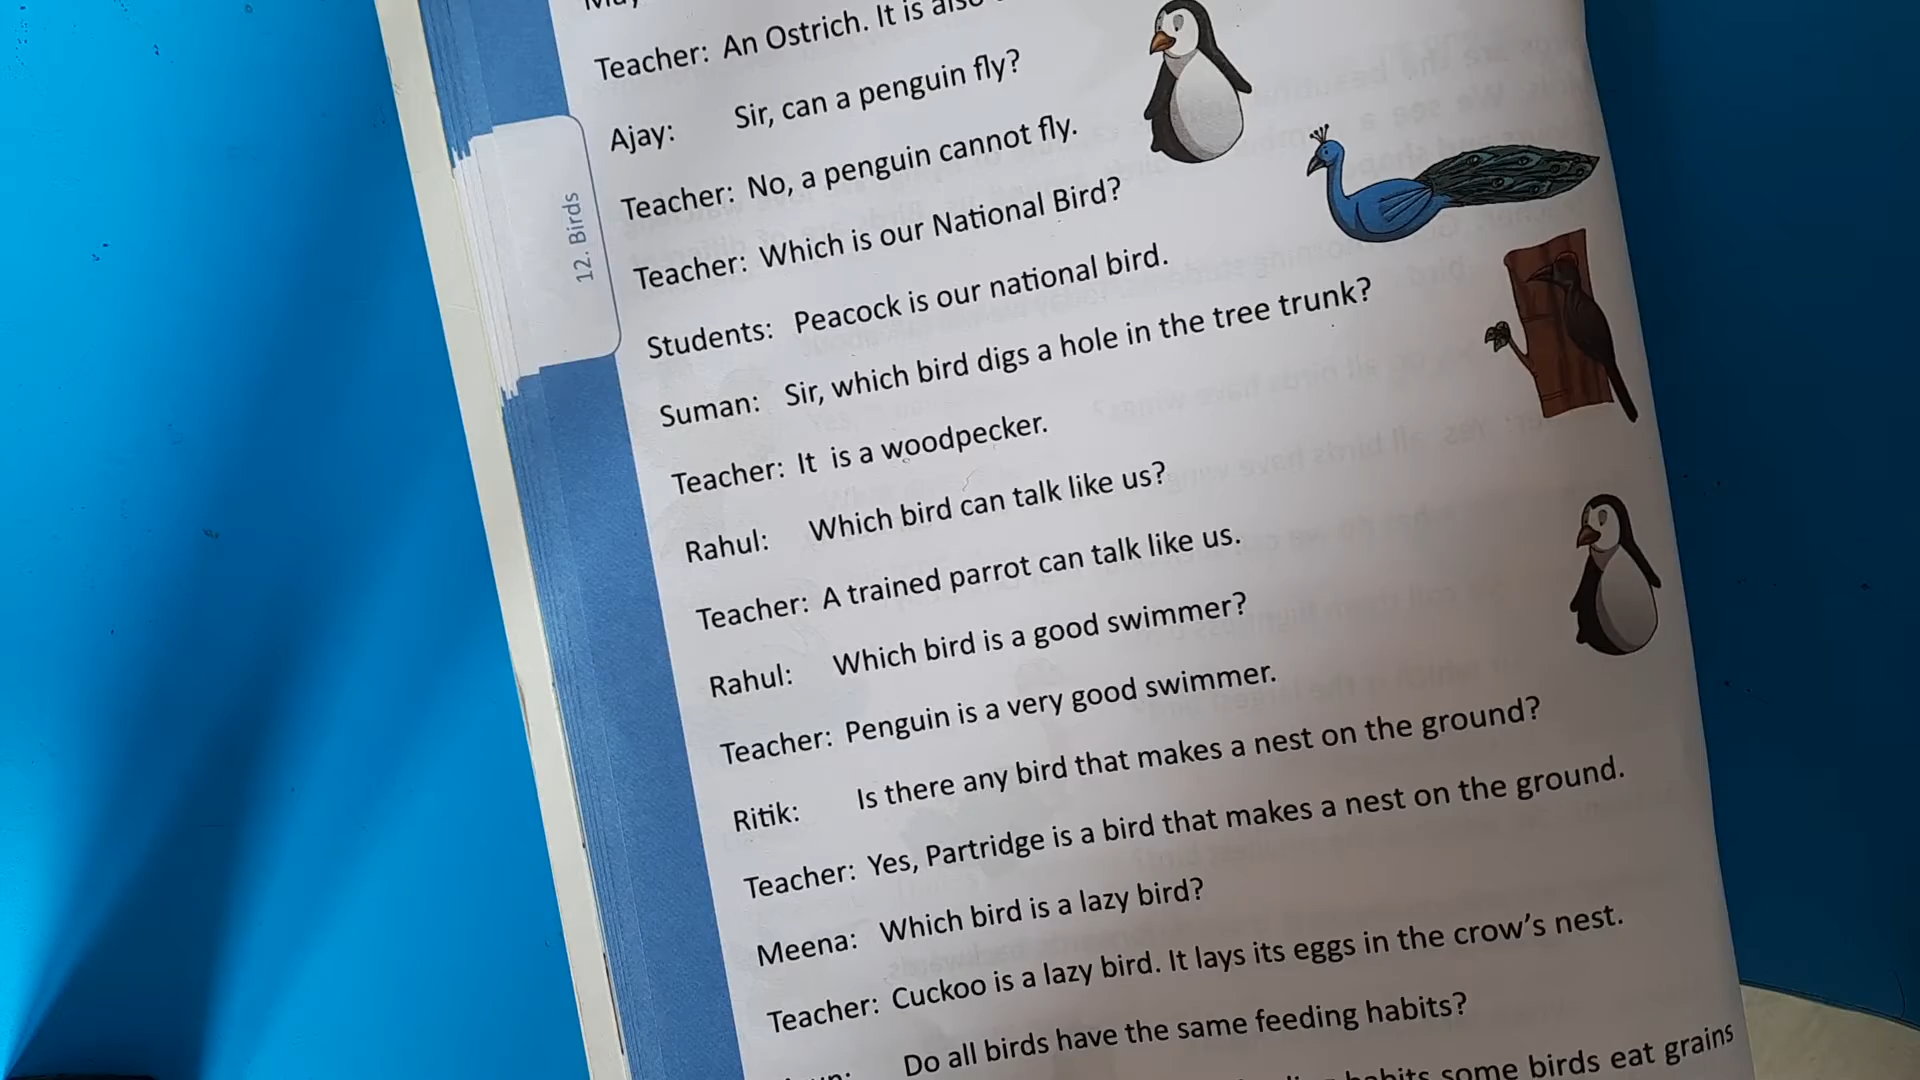 Teacher: An Ostrich. It is also
Ajay: Sir, can a penguin fly?
Teacher: No, a penguin cannot fly.
Teacher: Which is our National Bird?
Students: Peacock is our national bird.
Suman: Sir, which bird digs a hole in the tree trunk?
Teacher: It is a woodpecker.
Rahul: Which bird can talk like us?
Teacher: A trained parrot can talk like us.
Rahul: Which bird is a good swimmer?
Teacher: Penguin is a very good swimmer.
Ritik: Is there any bird that makes a nest on the ground?
Teacher: Yes, Partridge is a bird that makes a nest on the ground.
Meena: Which bird is a lazy bird?
Teacher: Cuckoo is a lazy bird. It lays its eggs in the crow's nest.
Do all birds have the same feeding habits?
habits some birds eat grains
12. Birds